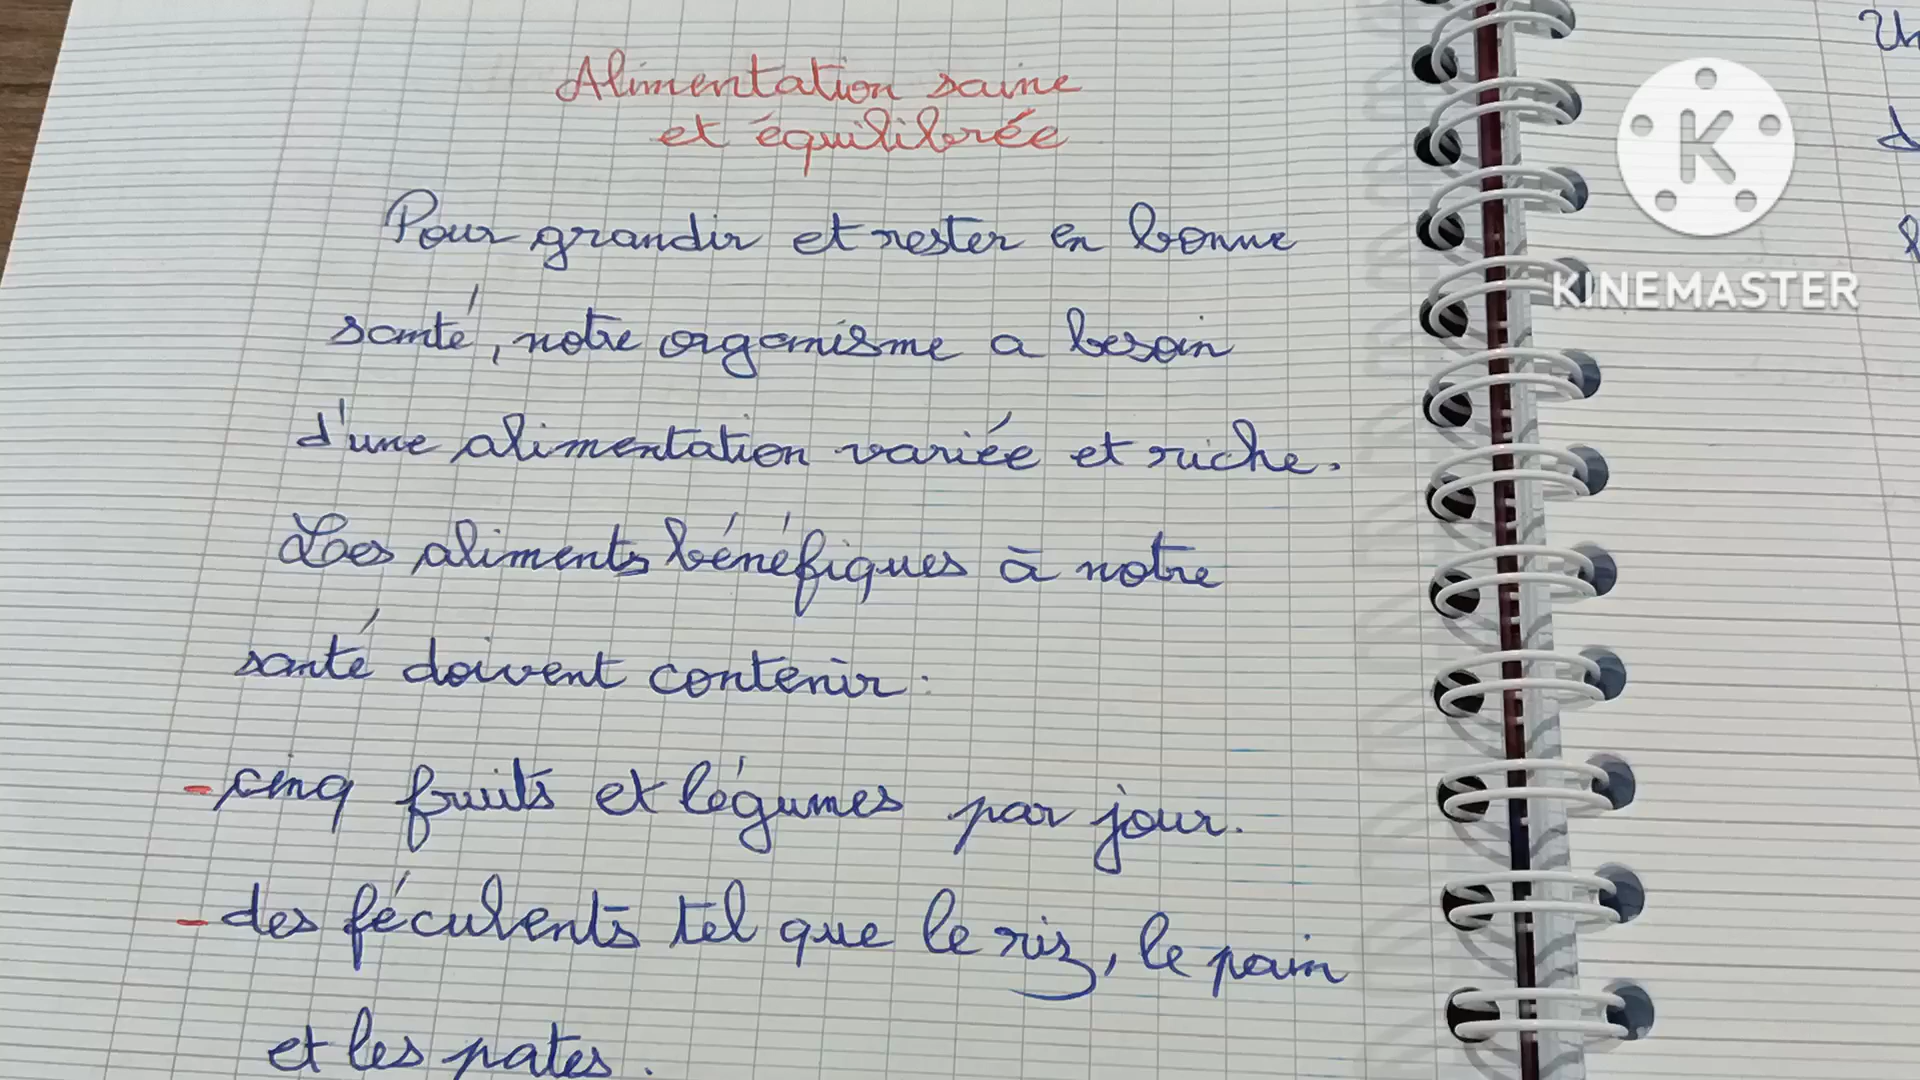 Alimentation saine
et équilibrée
Pour grandir et rester en bonne
santé, notre organisme a besoin
d'une alimentation variée et riche.
Les aliments bénéfiques à notre
santé doivent contenir:
- cinq fruits et légumes par jour.
- des féculents tel que le riz, le pain
et les pates.
K
KINEMASTER